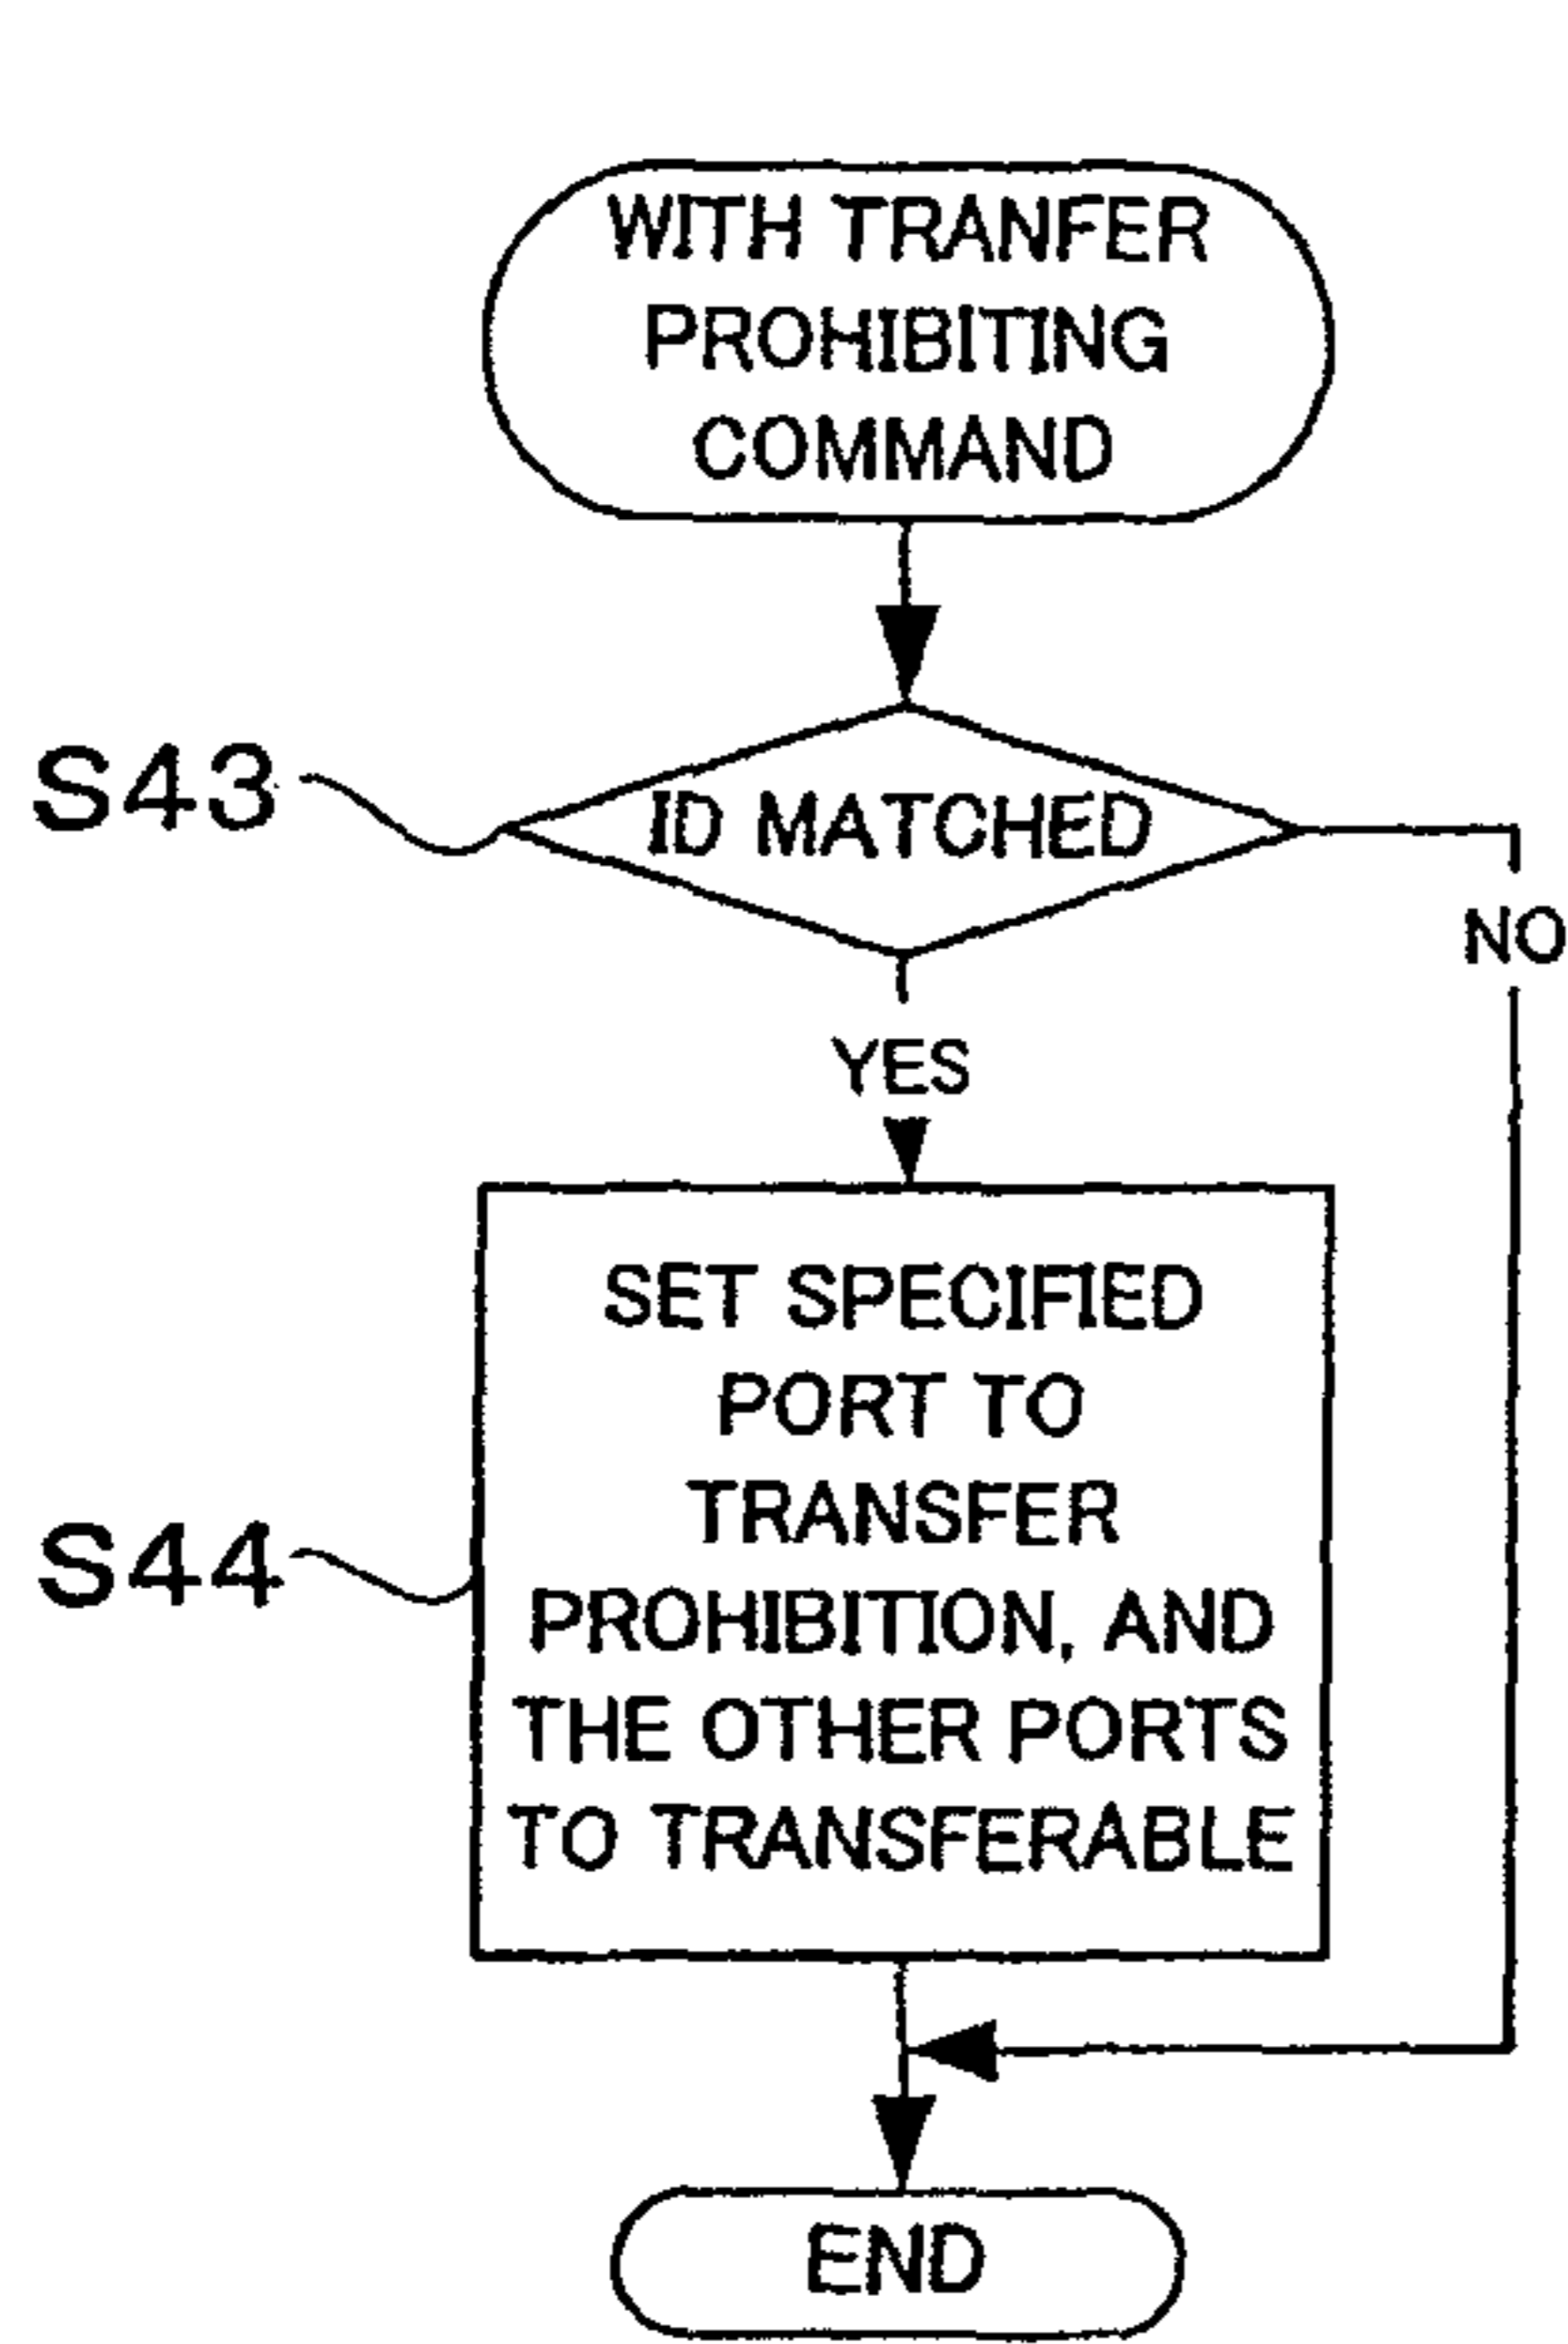 WITH TRANFER
PROHIBITING
COMMAND
S43
ID MATCHED
NO
YES
SET SPECIFIED
PORT TO
TRANSFER
S44
PROHIBITION, AND
THE OTHER PORTS
TO TRANSFERABLE
END